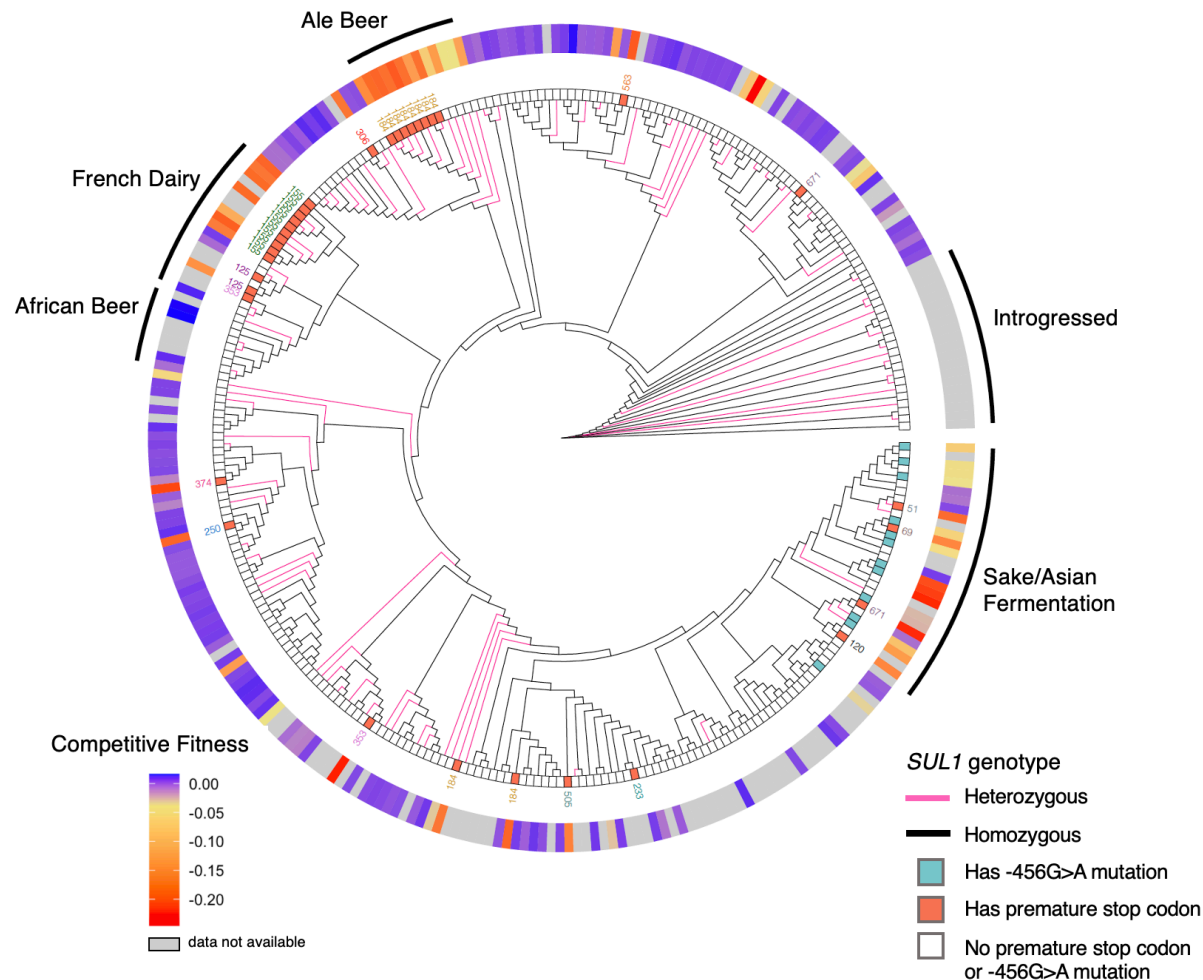 Ale Beer
563
184
306
French Dairy
671
125
125
African Beer
Introgressed
374
250
51
69
Sake/Asian
Fermentation
671
120
353
184
184
505
233
Competitive Fitness
0.00
-0.05
-0.10
-0.15
-0.20
data not available
SUL1 genotype
Heterozygous
Homozygous
Has -456G>A mutation
Has premature stop codon
No premature stop codon
or -456G>A mutation